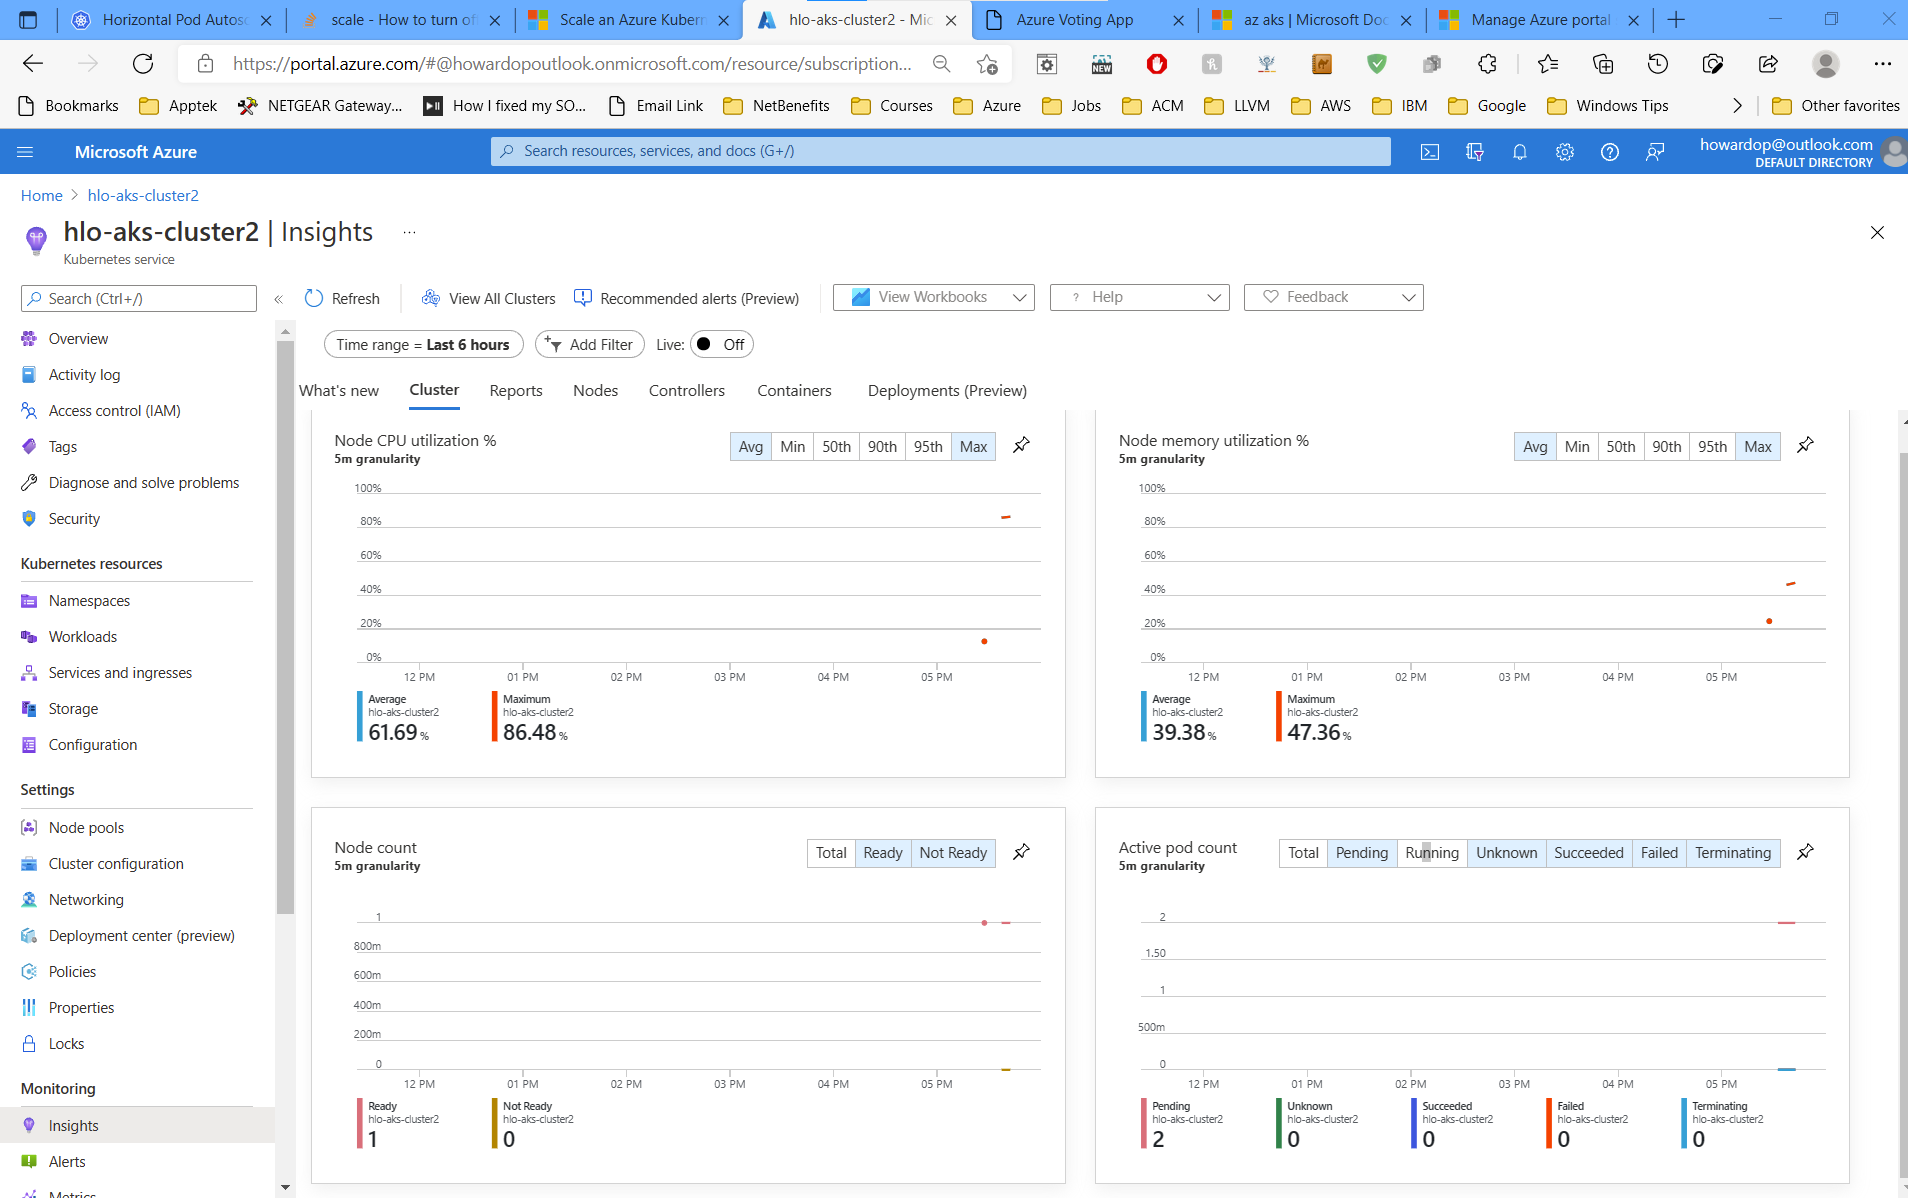 Horizontal Pod Autosc
scale - How to turn of
Scale an Azure Kubern
hlo-aks-cluster2 - Mic
Azure Voting App
az aks | Microsoft Doc
Manage Azure portal
https://portal.azure.com/#@howardopoutlook.onmicrosoft.com/resource/subscription...
NEW
Bookmarks
Apptek
NETGEAR Gateway...
How I fixed my SO...
Email Link
NetBenefits
Courses
Azure
Jobs
ACM
LLVM
AWS
IBM
Google
Windows Tips
Other favorites
Microsoft Azure
Search resources, services, and docs (G+/)
howardop@outlook.com
DEFAULT DIRECTORY
Home > hlo-aks-cluster2
hlo-aks-cluster2 | Insights ...
Kubernetes service
Search (Ctrl+/)
«
Refresh
View All Clusters
Recommended alerts (Preview)
View Workbooks
? Help
Feedback
Time range = Last 6 hours
Add Filter
Live: Off
What's new
Cluster
Reports
Nodes
Controllers
Containers
Deployments (Preview)
Overview
Activity log
Access control (IAM)
Tags
Diagnose and solve problems
Security
Kubernetes resources
Namespaces
Workloads
Services and ingresses
Storage
Configuration
Settings
Node pools
Cluster configuration
Networking
Deployment center (preview)
Policies
Properties
Locks
Monitoring
Insights
Alerts
Metrics
Node CPU utilization %
5m granularity
Avg Min 50th 90th 95th Max
100%
80%
60%
40%
20%
0%
12 PM 01 PM 02 PM 03 PM 04 PM 05 PM
Average
hlo-aks-cluster2
61.69 %
Maximum
hlo-aks-cluster2
86.48 %
Node memory utilization %
5m granularity
Avg Min 50th 90th 95th Max
100%
80%
60%
40%
20%
0%
12 PM 01 PM 02 PM 03 PM 04 PM 05 PM
Average
hlo-aks-cluster2
39.38 %
Maximum
hlo-aks-cluster2
47.36 %
Node count
5m granularity
Total Ready Not Ready
1
800m
600m
400m
200m
0
12 PM 01 PM 02 PM 03 PM 04 PM 05 PM
Ready
hlo-aks-cluster2
1
Not Ready
hlo-aks-cluster2
0
Active pod count
5m granularity
Total Pending Running Unknown Succeeded Failed Terminating
2
1.50
1
500m
0
12 PM 01 PM 02 PM 03 PM 04 PM 05 PM
Pending
hlo-aks-cluster2
2
Unknown
hlo-aks-cluster2
0
Succeeded
hlo-aks-cluster2
0
Failed
hlo-aks-cluster2
0
Terminating
hlo-aks-cluster2
0